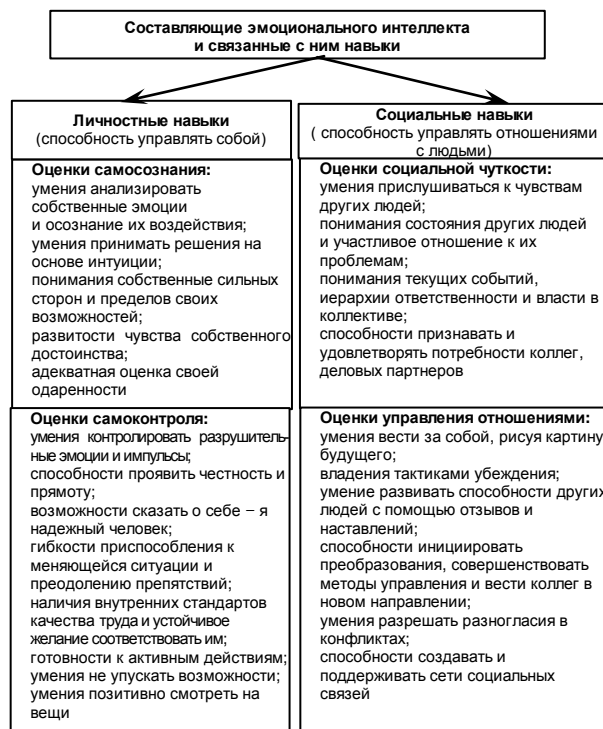 Составляющие эмоционального интеллекта
и связанные с ним навыки
Личностные навыки
(способность управлять собой)
Оценки самосознания:
умения анализировать
собственные эмоции
и осознание их воздействия;
умения принимать решения на
основе интуиции;
понимания собственные сильных
сторон и пределов своих
возможностей;
развитости чувства собственного
достоинства;
адекватная оценка своей
одаренности
Оценки самоконтроля:
умения контролировать разрушитель-
ные эмоции и импульсы;
способности проявить честность и
прямоту;
возможности сказать о себе – я
надежный человек;
гибкости приспособления к
меняющейся ситуации и
преодолению препятствий;
наличия внутренних стандартов
качества труда и устойчивое
желание соответствовать им;
готовности к активным действиям;
умения не упускать возможности;
умения позитивно смотреть на
вещи
Социальные навыки
( способность управлять отношениями
с людьми)
Оценки социальной чуткости:
умения прислушиваться к чувствам
других людей;
понимания состояния других людей
и участливое отношение к их
проблемам;
понимания текущих событий,
иерархии ответственности и власти в
коллективе;
способности признавать и
удовлетворять потребности коллег,
деловых партнеров
Оценки управления отношениями:
умения вести за собой, рисуя картину
будущего;
владения тактиками убеждения;
умение развивать способности других
людей с помощью отзывов и
наставлений;
способности инициировать
преобразования, совершенствовать
методы управления и вести коллег в
новом направлении;
умения разрешать разногласия в
конфликтах;
способности создавать и
поддерживать сети социальных
связей